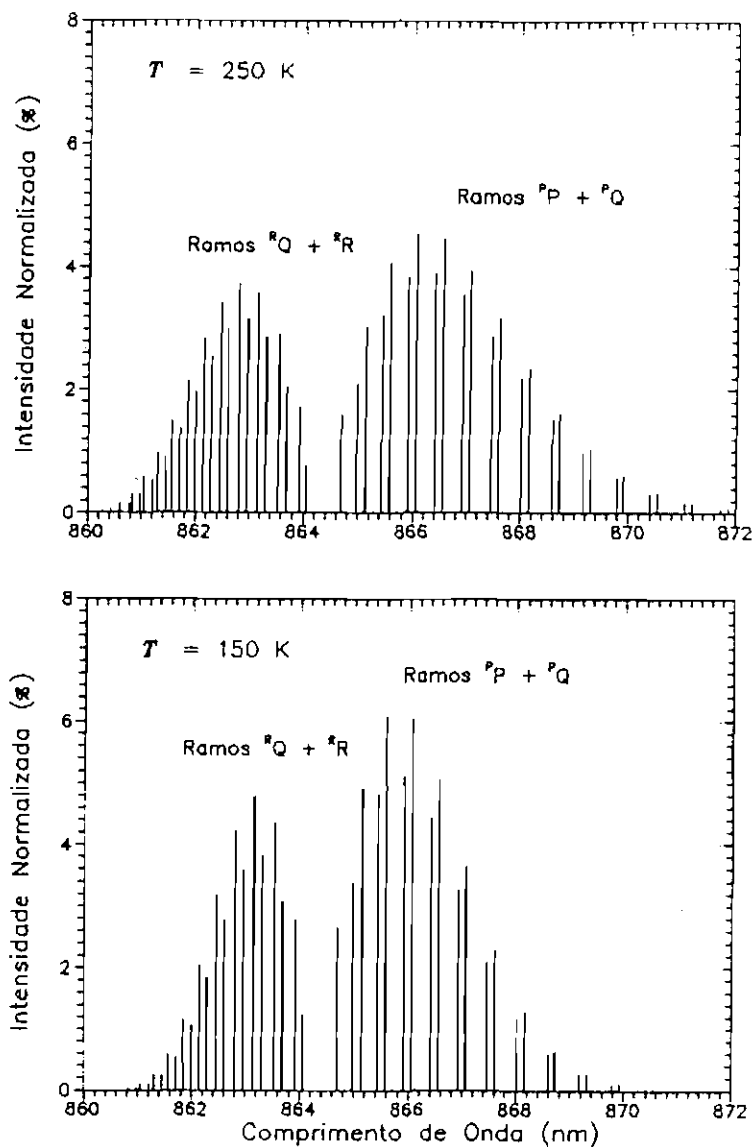 8
T = 250 K
6
Ramos ᴾP + ᴾQ
Ramos ᴿQ + ᴿR
4
2
0
Intensidade Normalizada (%)
860 862 864 866 868 870 872
8
T = 150 K
Ramos ᴾP + ᴾQ
6
Ramos ᴿQ + ᴿR
4
2
0
Intensidade Normalizada (%)
860 862 864 866 868 870 872
Comprimento de Onda (nm)